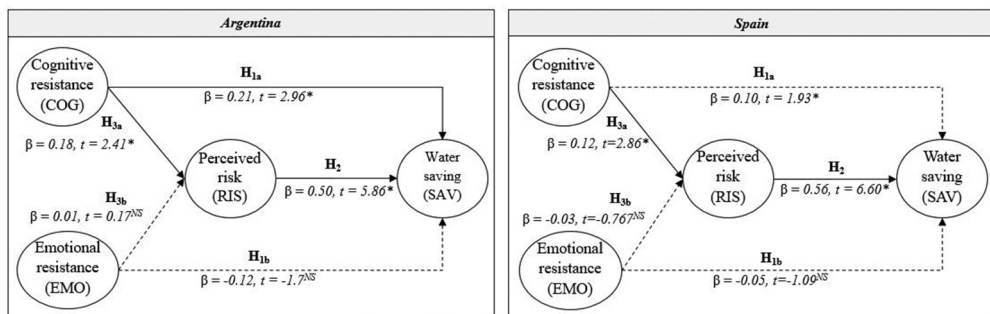 Argentina
Cognitive
resistance
(COG)
H1a
β = 0.21, t = 2.96*
H3a
β = 0.18, t = 2.41*
Perceived
risk
(RIS)
H2
β = 0.50, t = 5.86*
Water
saving
(SAV)
H3b
β = 0.01, t = 0.17NS
Emotional
resistance
(EMO)
H1b
β = -0.12, t = -1.7NS
Spain
Cognitive
resistance
(COG)
H1a
β = 0.10, t = 1.93*
H3a
β = 0.12, t=2.86*
Perceived
risk
(RIS)
H2
β = 0.56, t = 6.60*
Water
saving
(SAV)
H3b
β = -0.03, t=-0.767NS
Emotional
resistance
(EMO)
H1b
β = -0.05, t=-1.09NS